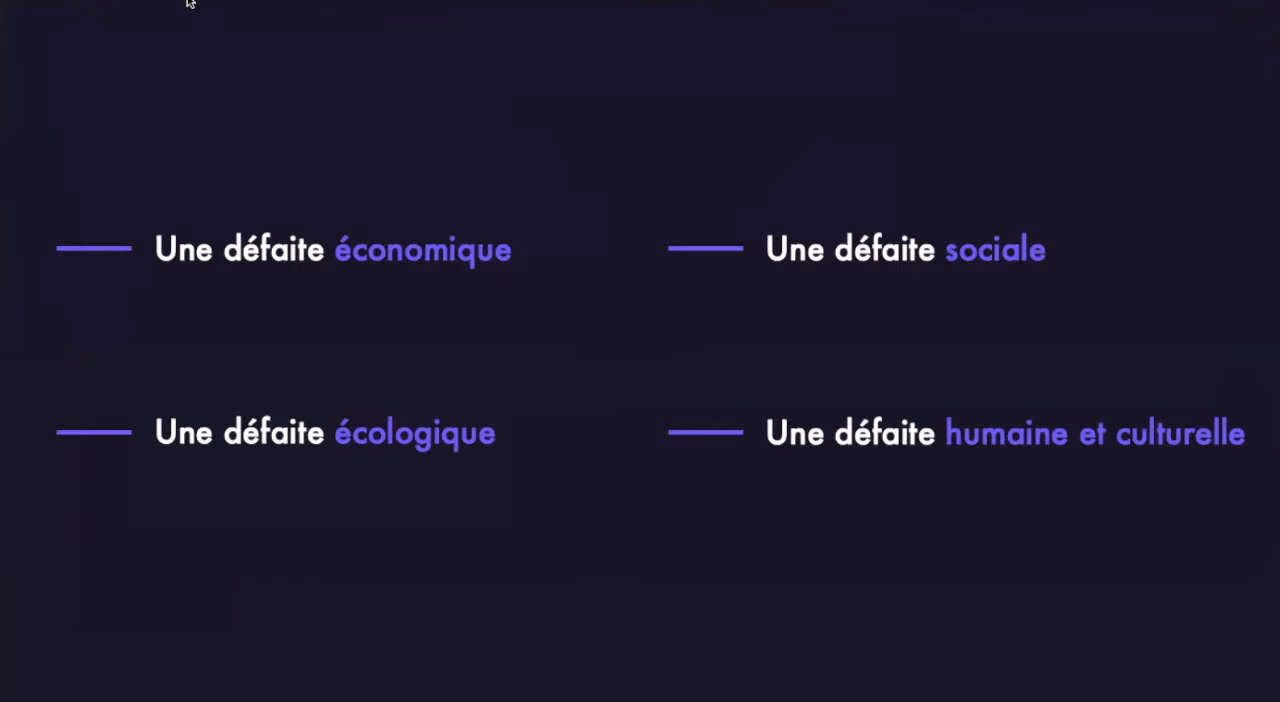 Une défaite économique
Une défaite sociale
Une défaite écologique
Une défaite humaine et culturelle